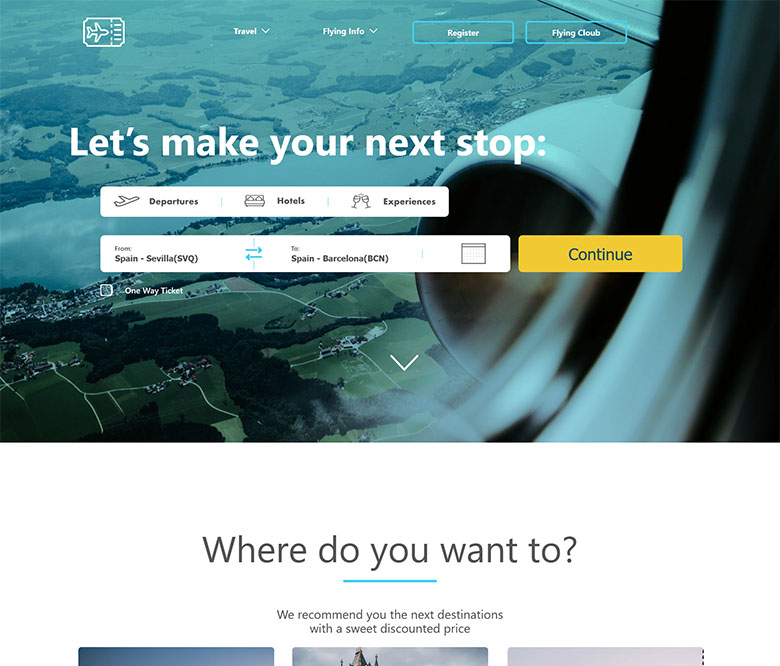 Travel
Flying Info
Register
Flying Cloub
Let's make your next stop:
Departures
Hotels
Experiences
From:
Spain - Sevilla(SVQ)
To:
Spain - Barcelona(BCN)
Continue
One Way Ticket
Where do you want to?
We recommend you the next destinations
with a sweet discounted price